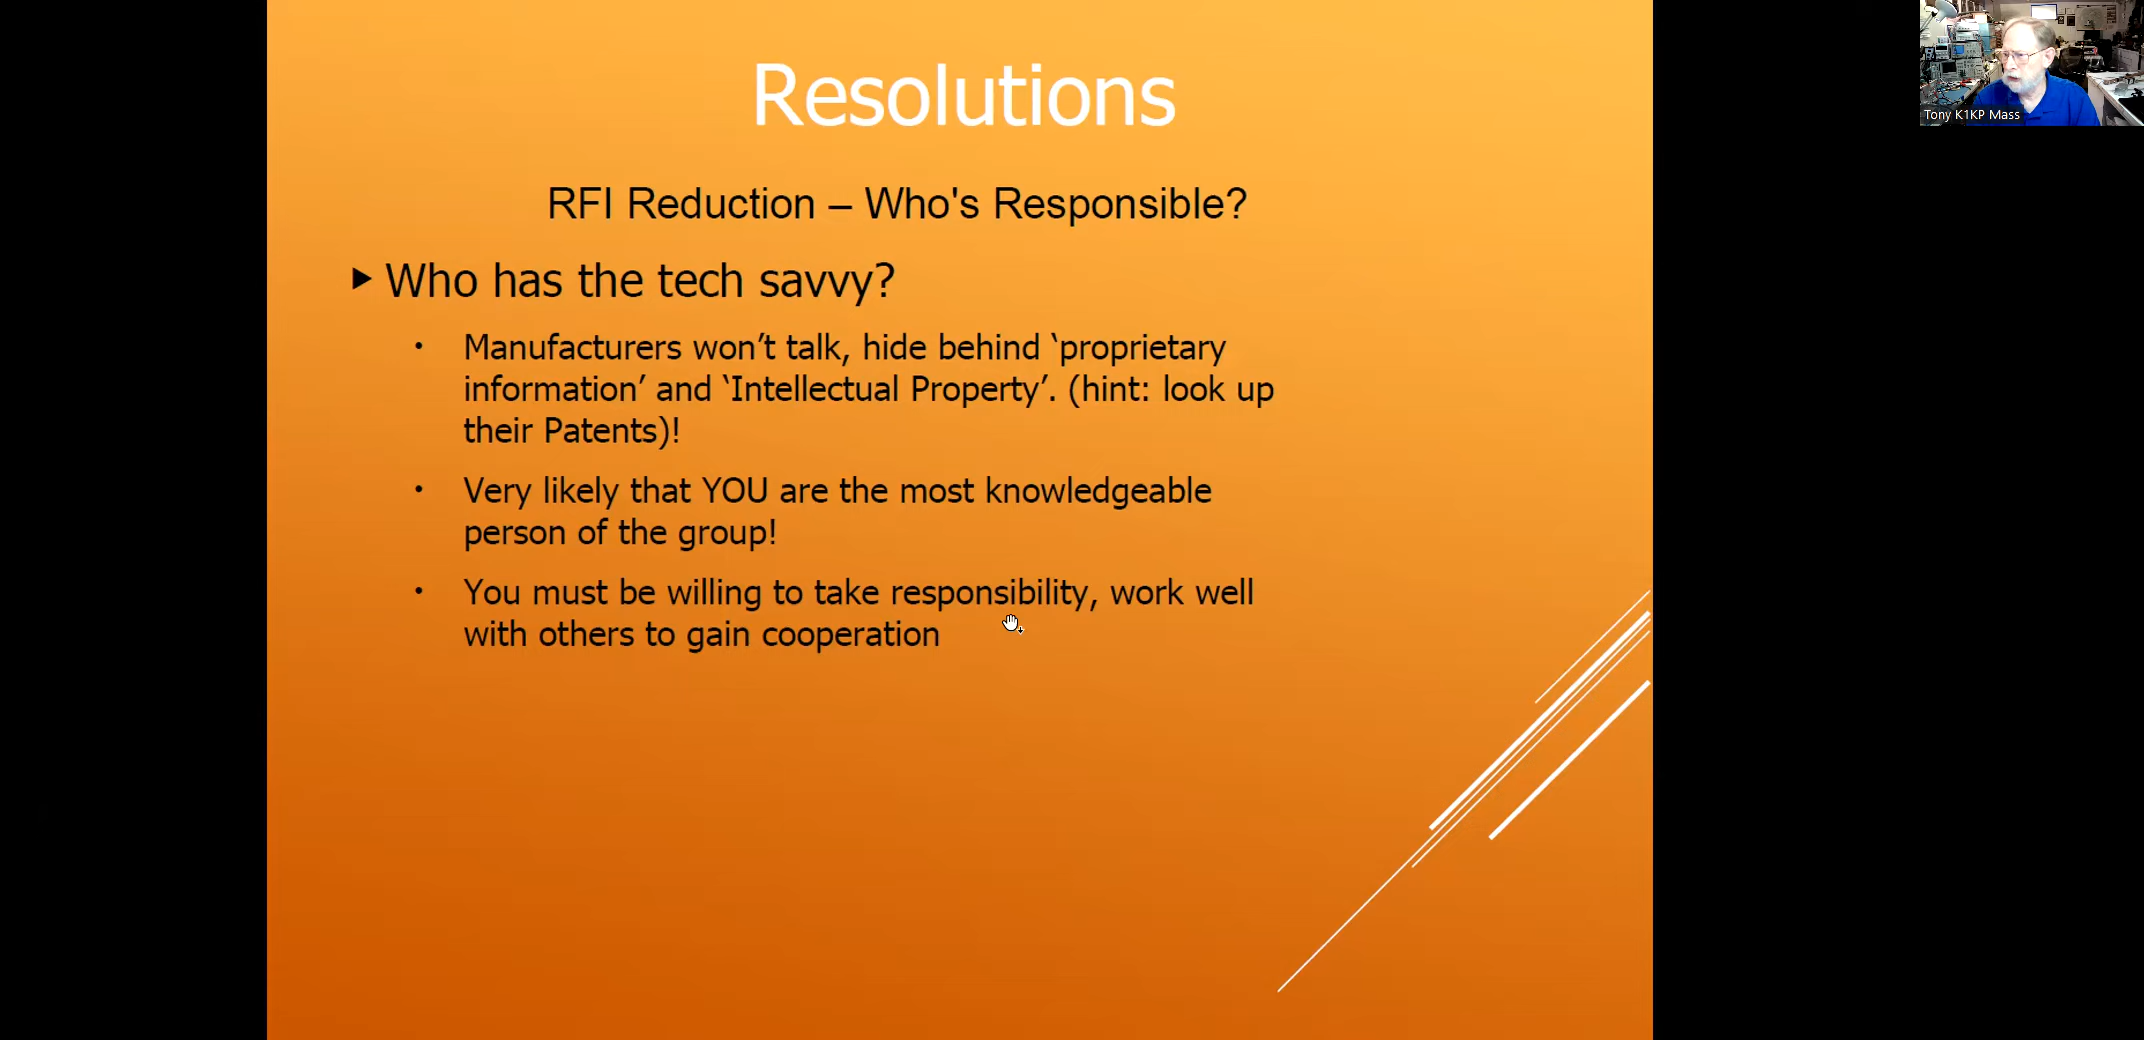 Resolutions
RFI Reduction – Who's Responsible?
Who has the tech savvy?
• Manufacturers won’t talk, hide behind ‘proprietary
information’ and ‘Intellectual Property’. (hint: look up
their Patents)!
• Very likely that YOU are the most knowledgeable
person of the group!
• You must be willing to take responsibility, work well
with others to gain cooperation
Tony K1KP Mass